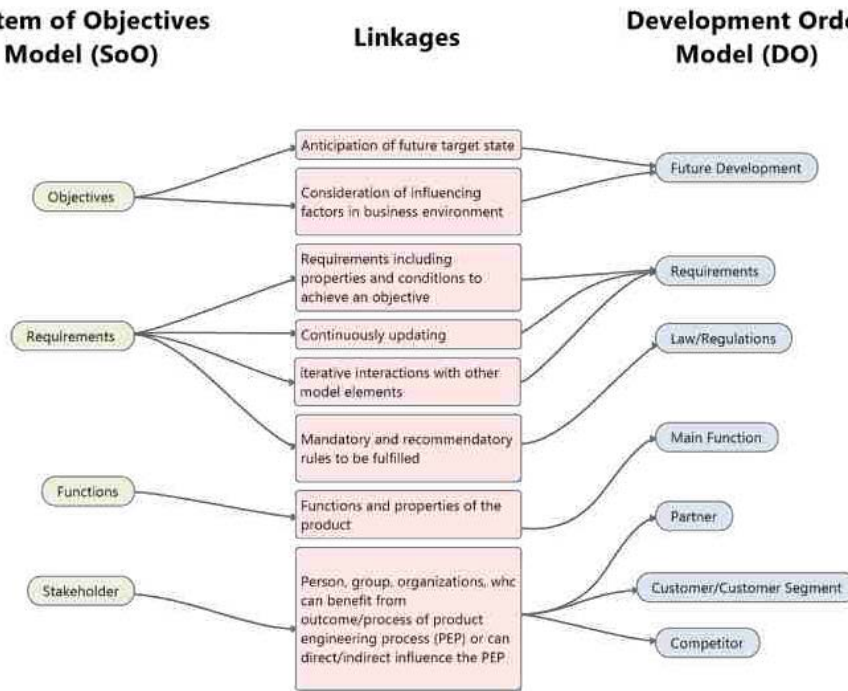 tem of Objectives
Model (SoO)
Linkages
Development Orde
Model (DO)
Objectives
Requirements
Functions
Stakeholder
Anticipation of future target state
Consideration of influencing
factors in business environment
Requirements including
properties and conditions to
achieve an objective
Continuously updating
iterative interactions with other
model elements
Mandatory and recommendatory
rules to be fulfilled
Functions and properties of the
product
Person, group, organizations, who
can benefit from
outcome/process of product
engineering process (PEP) or can
direct/indirect influence the PEP
Future Development
Requirements
Law/Regulations
Main Function
Partner
Customer/Customer Segment
Competitor